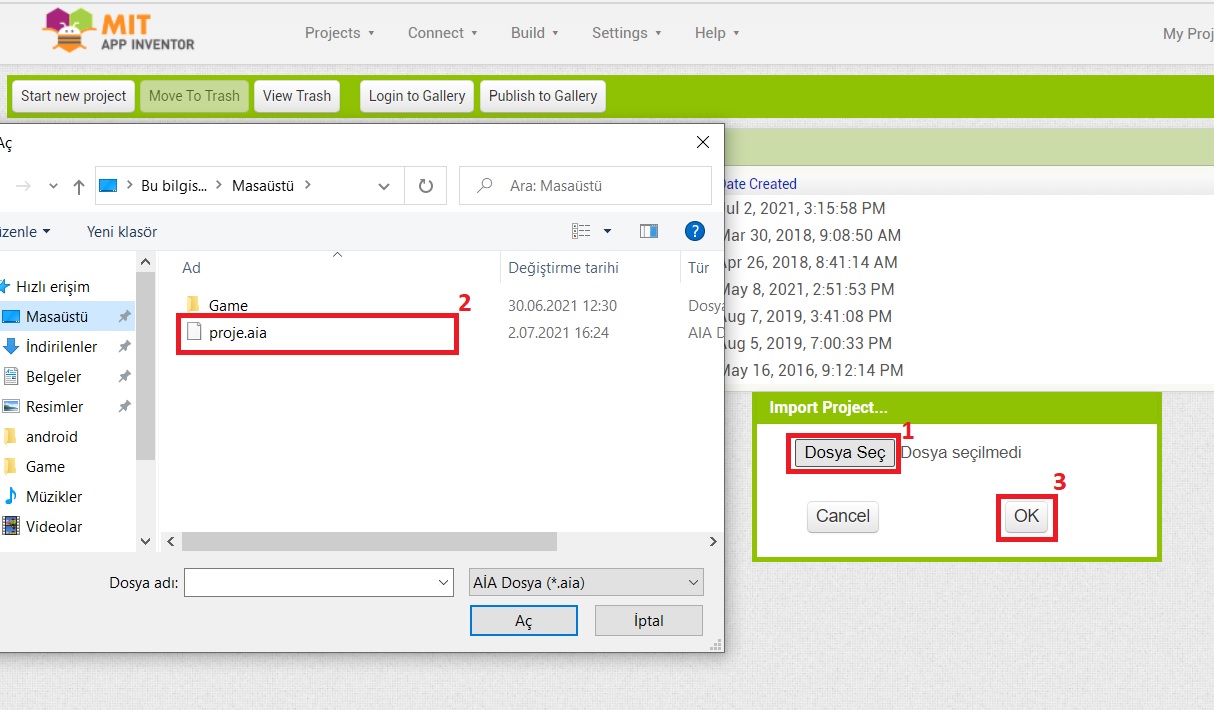 MIT
APP INVENTOR
Projects Connect Build Settings Help My Proj
Start new project Move To Trash View Trash Login to Gallery Publish to Gallery
Aç
Bu bilgis... Masaüstü Ara: Masaüstü
zenle Yeni klasör ?
Ad Değiştirme tarihi Tür
Hızlı erişim
Masaüstü
İndirilenler
Belgeler
Resimler
android
Game
Müzikler
Videolar
Game 30.06.2021 12:30 Dosya
2
proje.aia 2.07.2021 16:24 AIA D
Dosya adı: AİA Dosya (*.aia)
Aç İptal
Date Created
Jul 2, 2021, 3:15:58 PM
Mar 30, 2018, 9:08:50 AM
Apr 26, 2018, 8:41:14 AM
May 8, 2021, 2:51:53 PM
Aug 7, 2019, 3:41:08 PM
Aug 5, 2019, 7:00:33 PM
May 16, 2016, 9:12:14 PM
Import Project...
1
Dosya Seç Dosya seçilmedi
3
Cancel OK